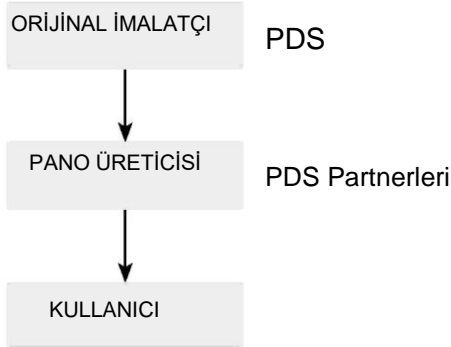 ORİJİNAL İMALATÇI
PDS
PANO ÜRETİCİSİ
PDS Partnerleri
KULLANICI